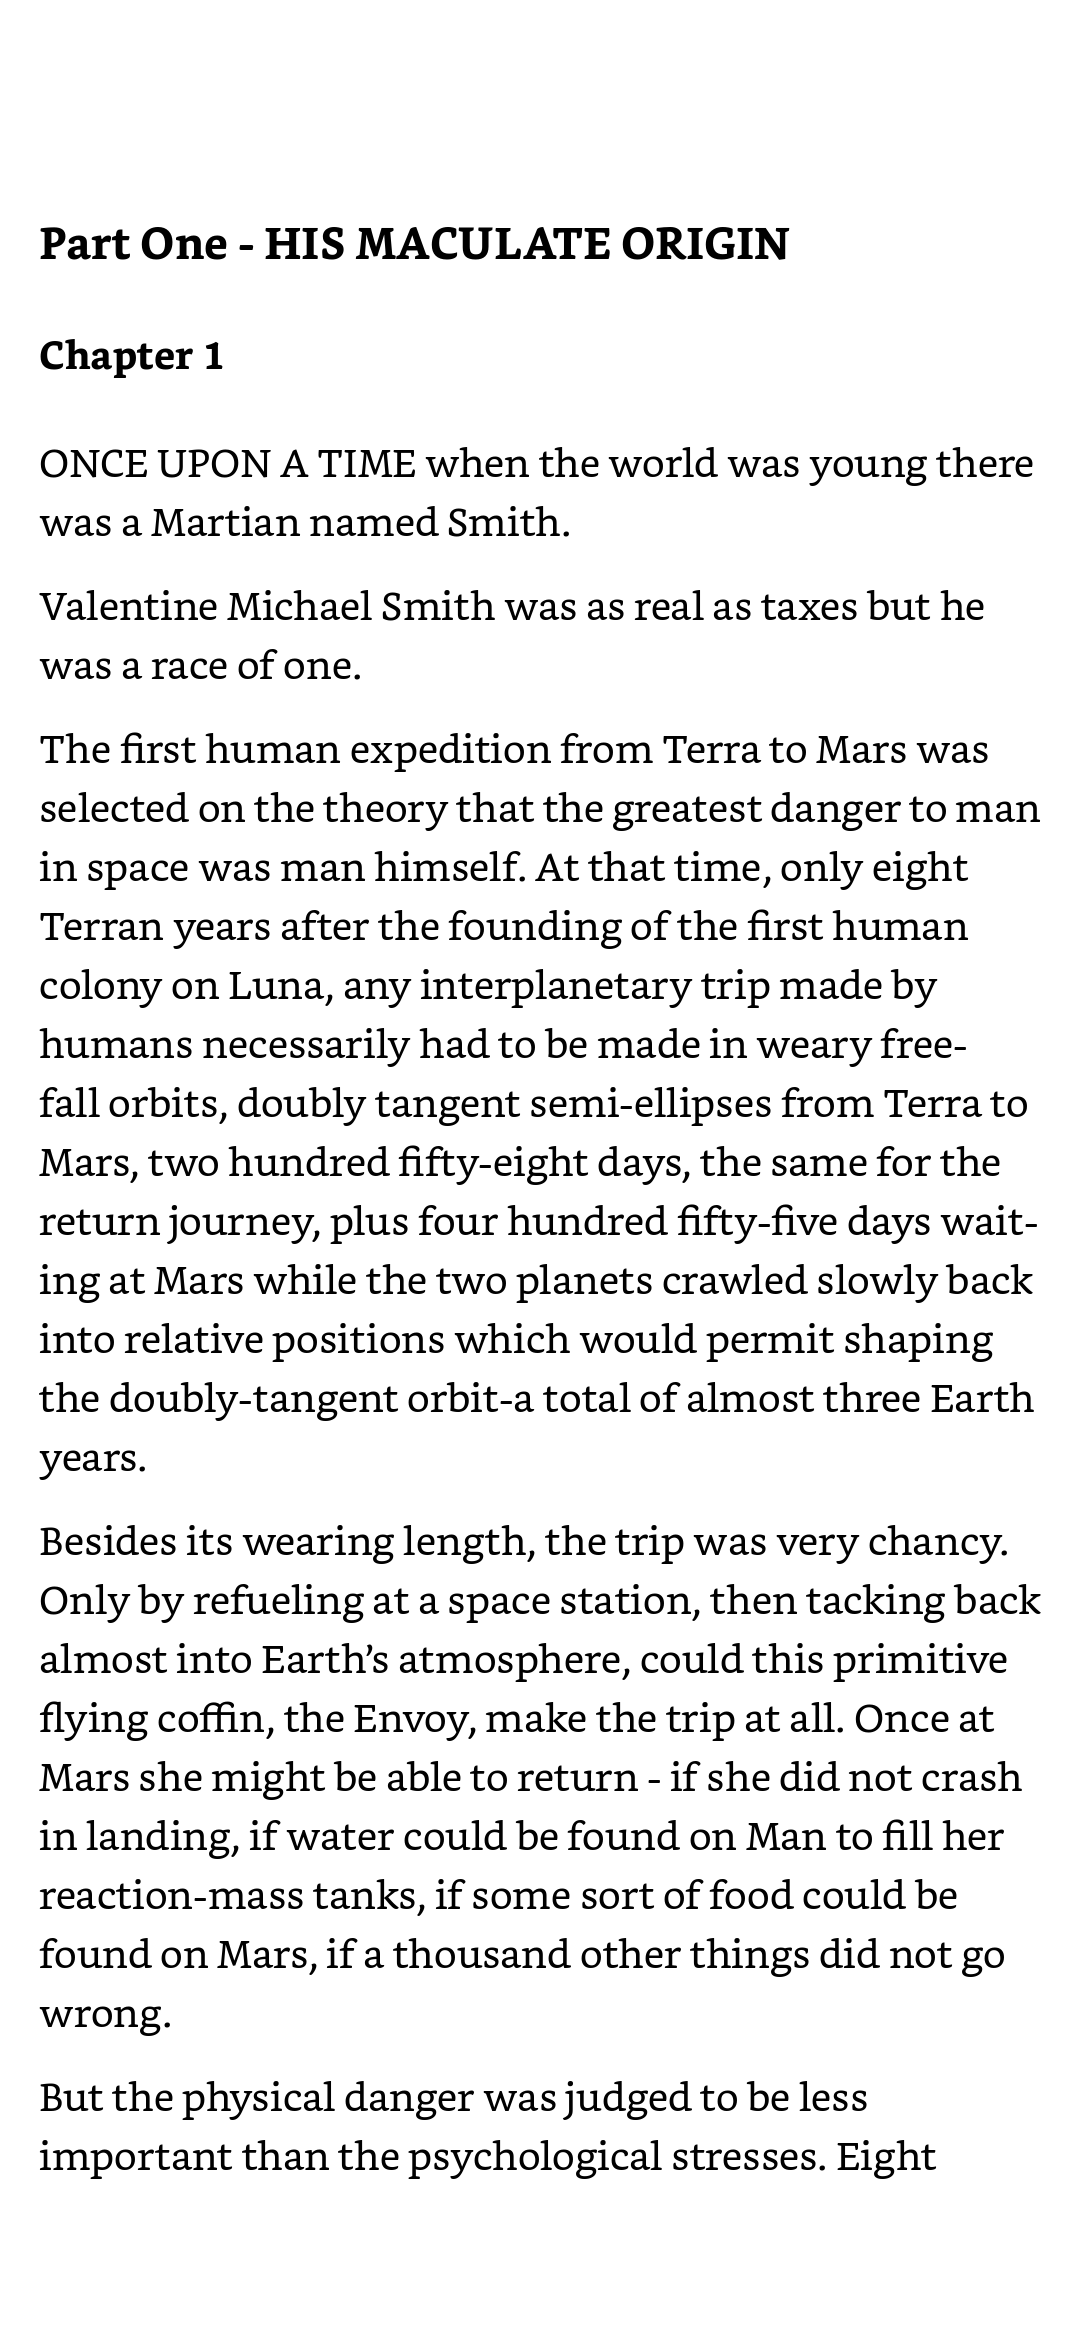 Part One - HIS MACULATE ORIGIN
Chapter 1
ONCE UPON A TIME when the world was young there
was a Martian named Smith.
Valentine Michael Smith was as real as taxes but he
was a race of one.
The first human expedition from Terra to Mars was
selected on the theory that the greatest danger to man
in space was man himself. At that time, only eight
Terran years after the founding of the first human
colony on Luna, any interplanetary trip made by
humans necessarily had to be made in weary free-
fall orbits, doubly tangent semi-ellipses from Terra to
Mars, two hundred fifty-eight days, the same for the
return journey, plus four hundred fifty-five days wait-
ing at Mars while the two planets crawled slowly back
into relative positions which would permit shaping
the doubly-tangent orbit-a total of almost three Earth
years.
Besides its wearing length, the trip was very chancy.
Only by refueling at a space station, then tacking back
almost into Earth’s atmosphere, could this primitive
flying coffin, the Envoy, make the trip at all. Once at
Mars she might be able to return - if she did not crash
in landing, if water could be found on Man to fill her
reaction-mass tanks, if some sort of food could be
found on Mars, if a thousand other things did not go
wrong.
But the physical danger was judged to be less
important than the psychological stresses. Eight